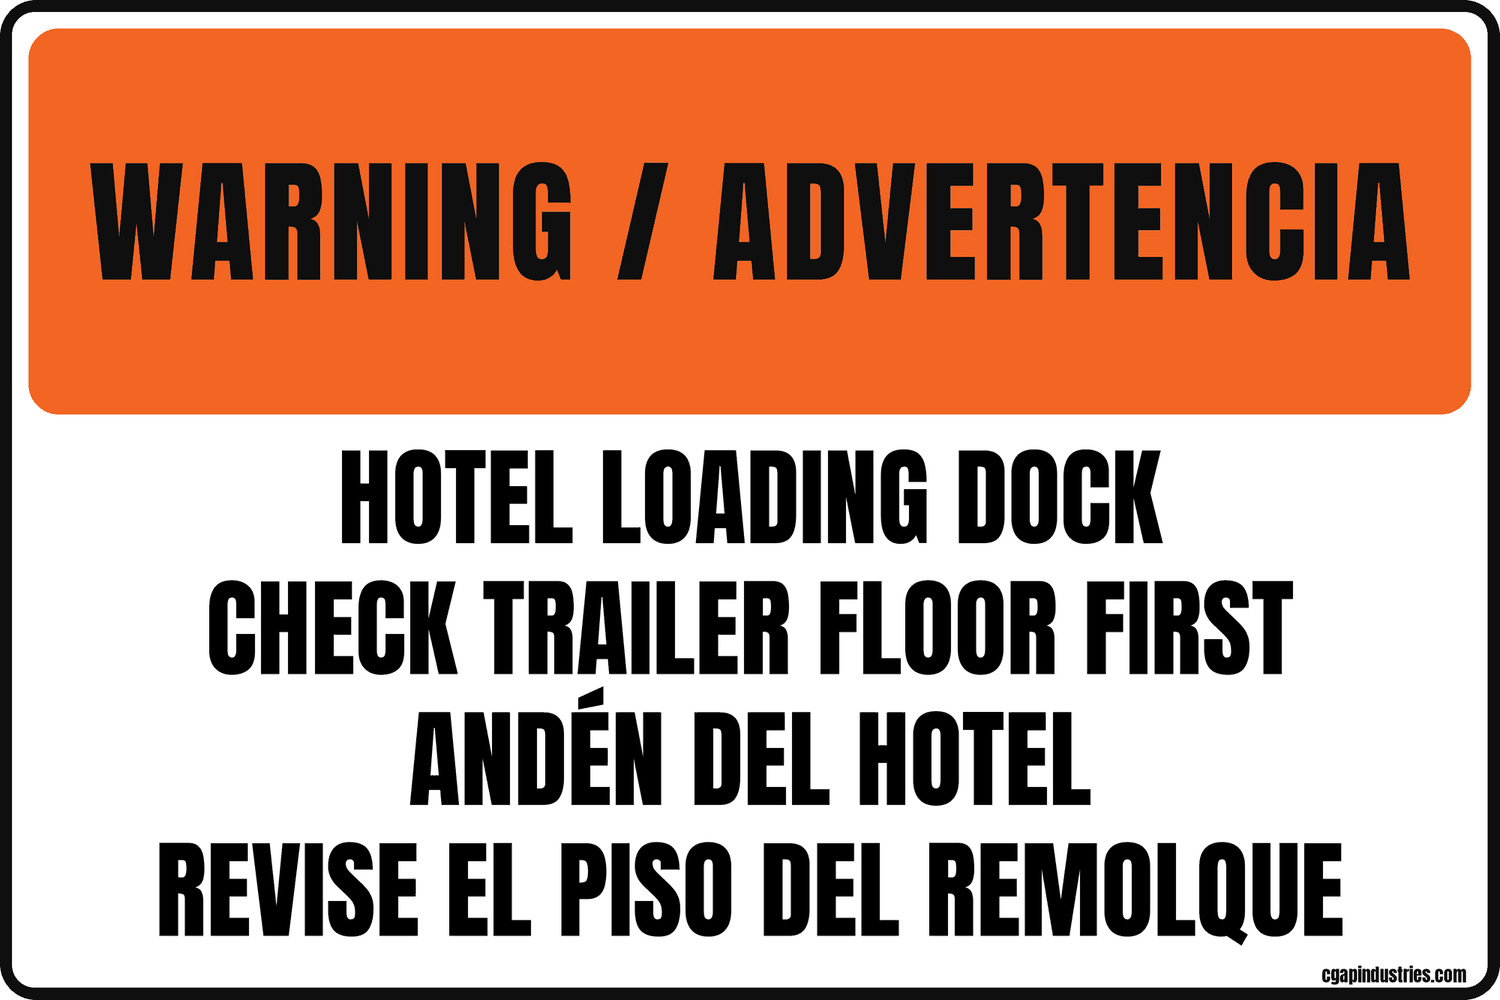 WARNING / ADVERTENCIA
HOTEL LOADING DOCK
CHECK TRAILER FLOOR FIRST
ANDÉN DEL HOTEL
REVISE EL PISO DEL REMOLQUE
cgapindustries.com